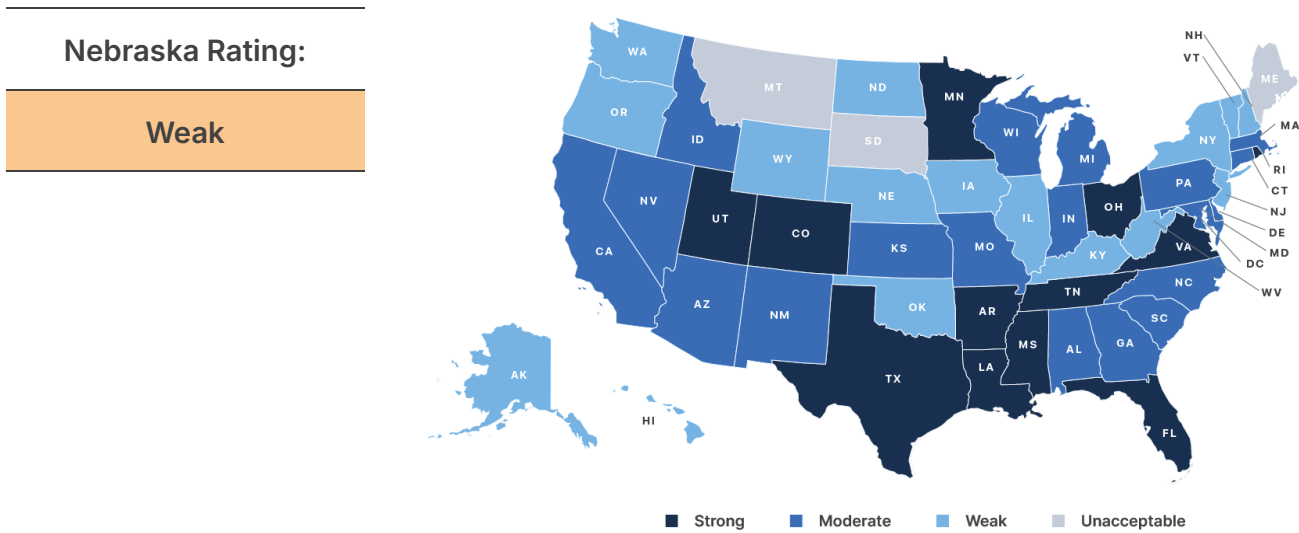 Nebraska Rating:
Weak
NH
VT
WA
ME
MT
ND
MN
OR
MA
WI
ID
SD
NY
MI
WY
RI
PA
IA
CT
NE
NV
OH
NJ
UT
IL
IN
CO
DE
KS
MO
VA
CA
KY
MD
DC
NC
TN
WV
AZ
OK
AR
NM
SC
GA
MS
AL
LA
AK
TX
HI
FL
Strong Moderate Weak Unacceptable